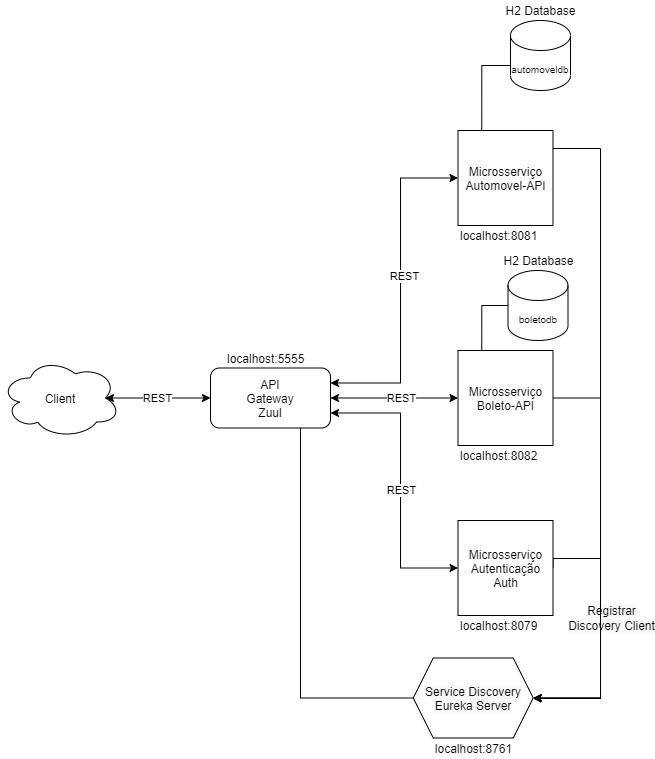 H2 Database
automoveldb
Microsserviço
Automovel-API
localhost:8081
REST
H2 Database
boletodb
localhost:5555
Client
REST
API
Gateway
Zuul
REST
Microsserviço
Boleto-API
localhost:8082
REST
Microsserviço
Autenticação
Auth
localhost:8079
Registrar
Discovery Client
Service Discovery
Eureka Server
localhost:8761